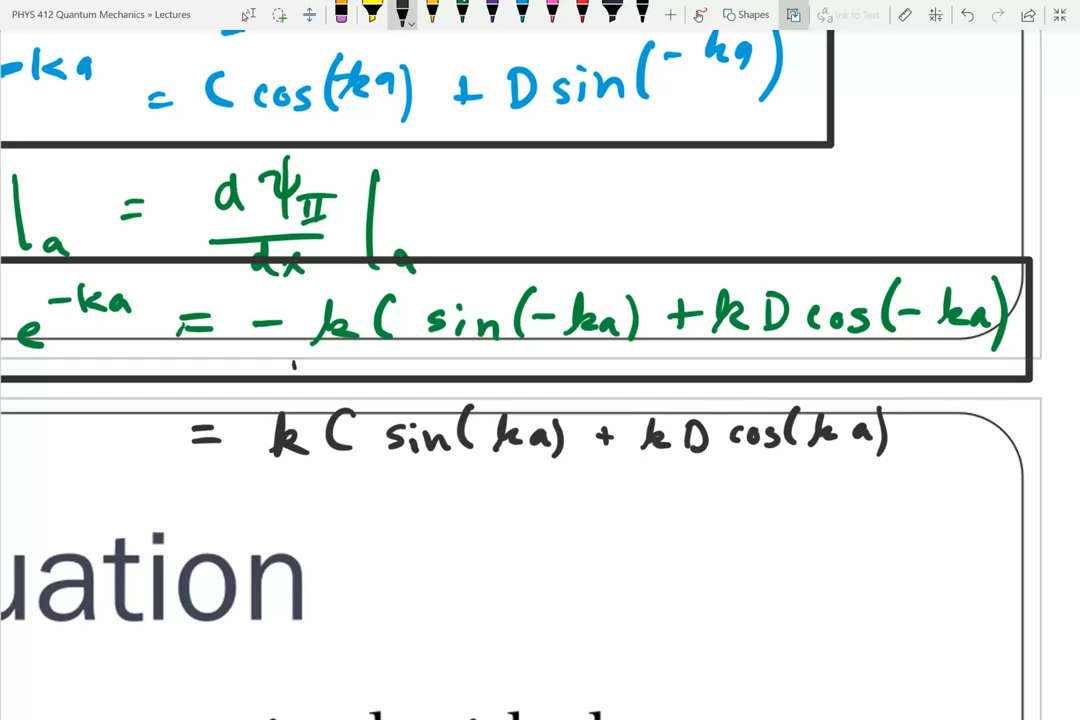 PHYS 412 Quantum Mechanics » Lectures Shapes Ink to Text
-ka = C cos(-ka) + D sin(-ka)
|a = dψII/dx |a
e^-ka = - kC sin(-ka) + kD cos(-ka)
= kC sin(ka) + kD cos(ka)
uation